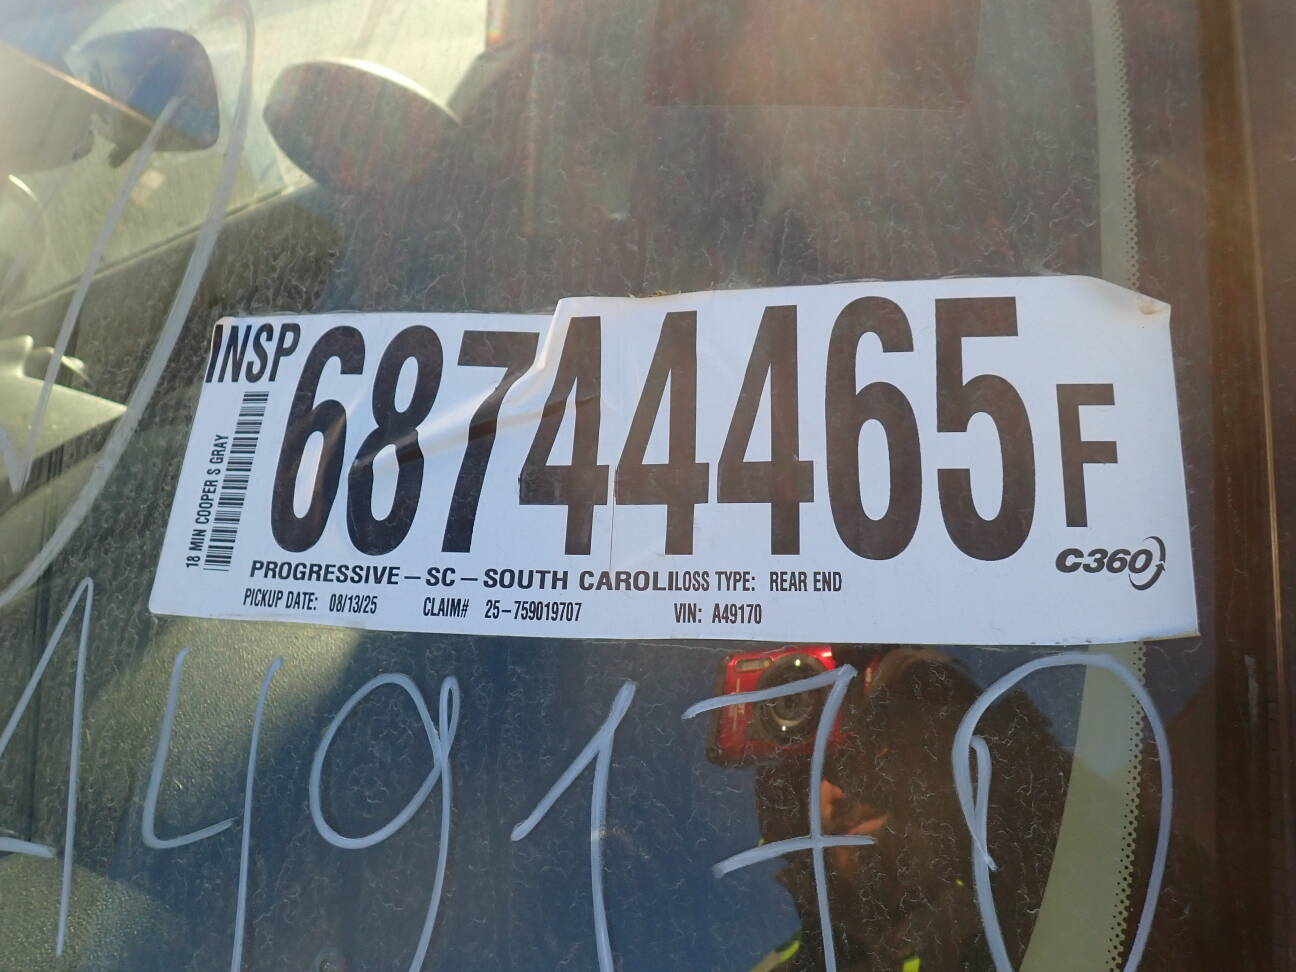 INSP 68744465 F
18 MIN COOPER S GRAY
C360
PROGRESSIVE – SC – SOUTH CAROLI LOSS TYPE: REAR END
PICKUP DATE: 08/13/25 CLAIM# 25-759019707 VIN: A49170
A49170